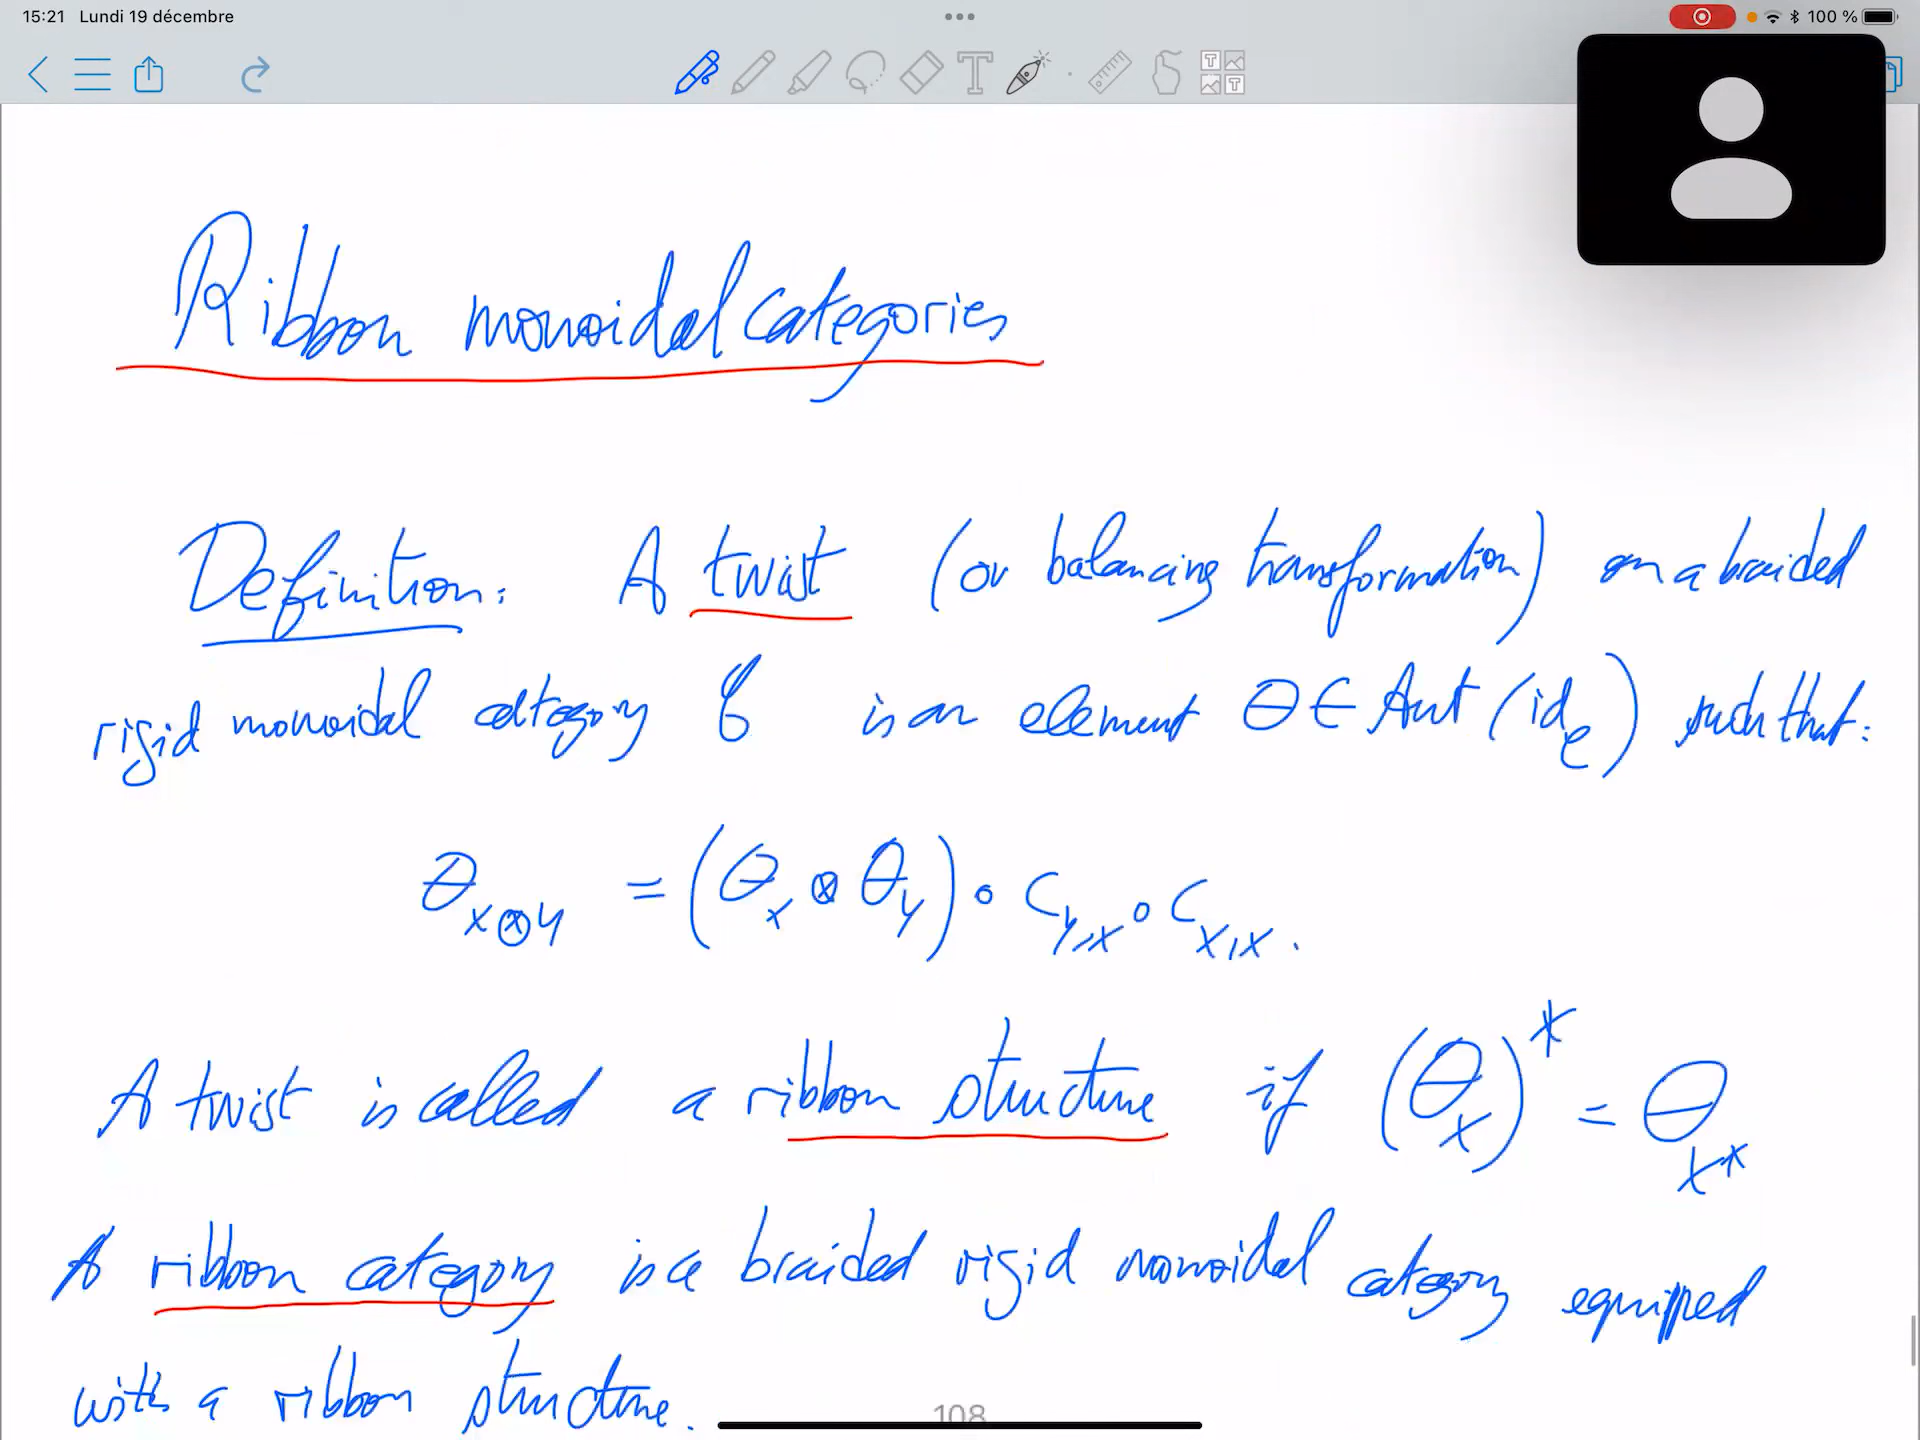 15:21 Lundi 19 décembre
100 %
Ribbon monoidal categories
Definition: A twist (or balancing transformation) on a braided
rigid monoidal category 𝒞 is an element θ ∈ Aut (id_𝒞) such that:
θ_{X⊗Y} = (θ_X ⊗ θ_Y) ∘ C_{Y,X} ∘ C_{X,X}.
A twist is called a ribbon structure if (θ_X)^* = θ_{X^*}
A ribbon category is a braided rigid monoidal category equipped
with a ribbon structure.
108